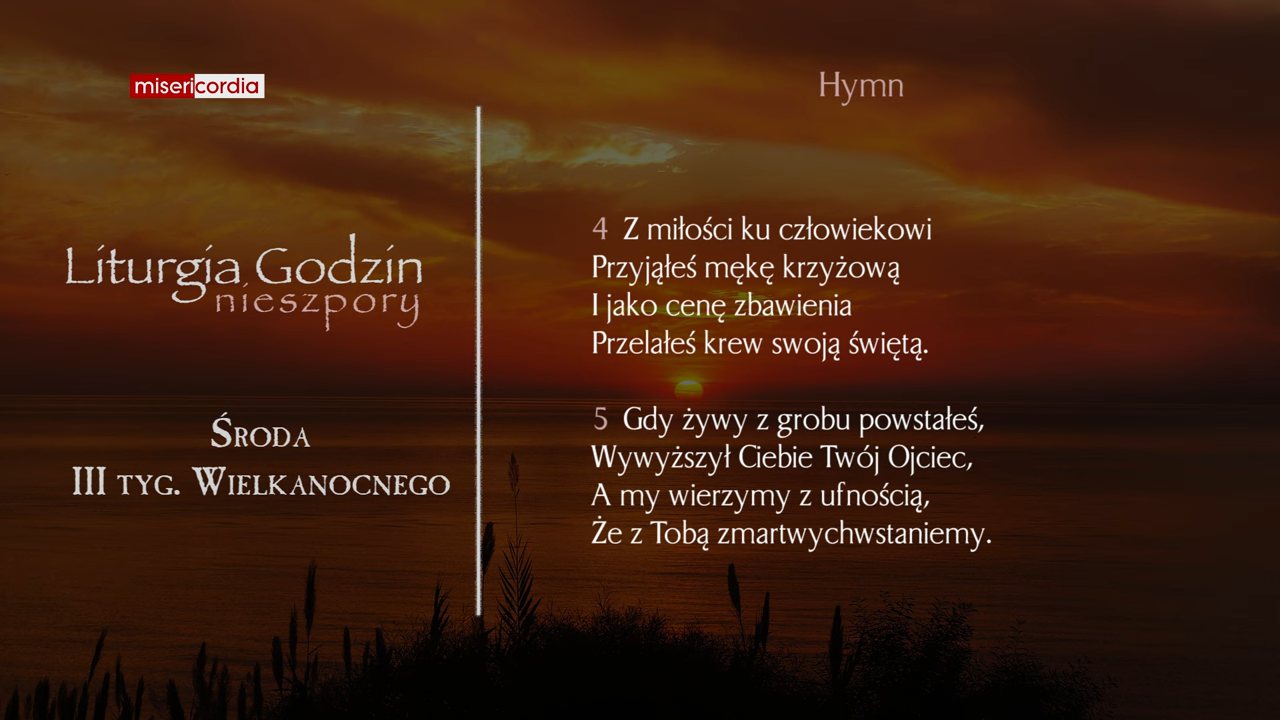 misericordia
Liturgia Godzin
nieszpory
Środa
III tyg. Wielkanocnego
Hymn
4 Z miłości ku człowiekowi
Przyjąłeś mękę krzyżową
I jako cenę zbawienia
Przelałeś krew swoją świętą.
5 Gdy żywy z grobu powstałeś,
Wywyższył Ciebie Twój Ojciec,
A my wierzymy z ufnością,
Że z Tobą zmartwychwstaniemy.